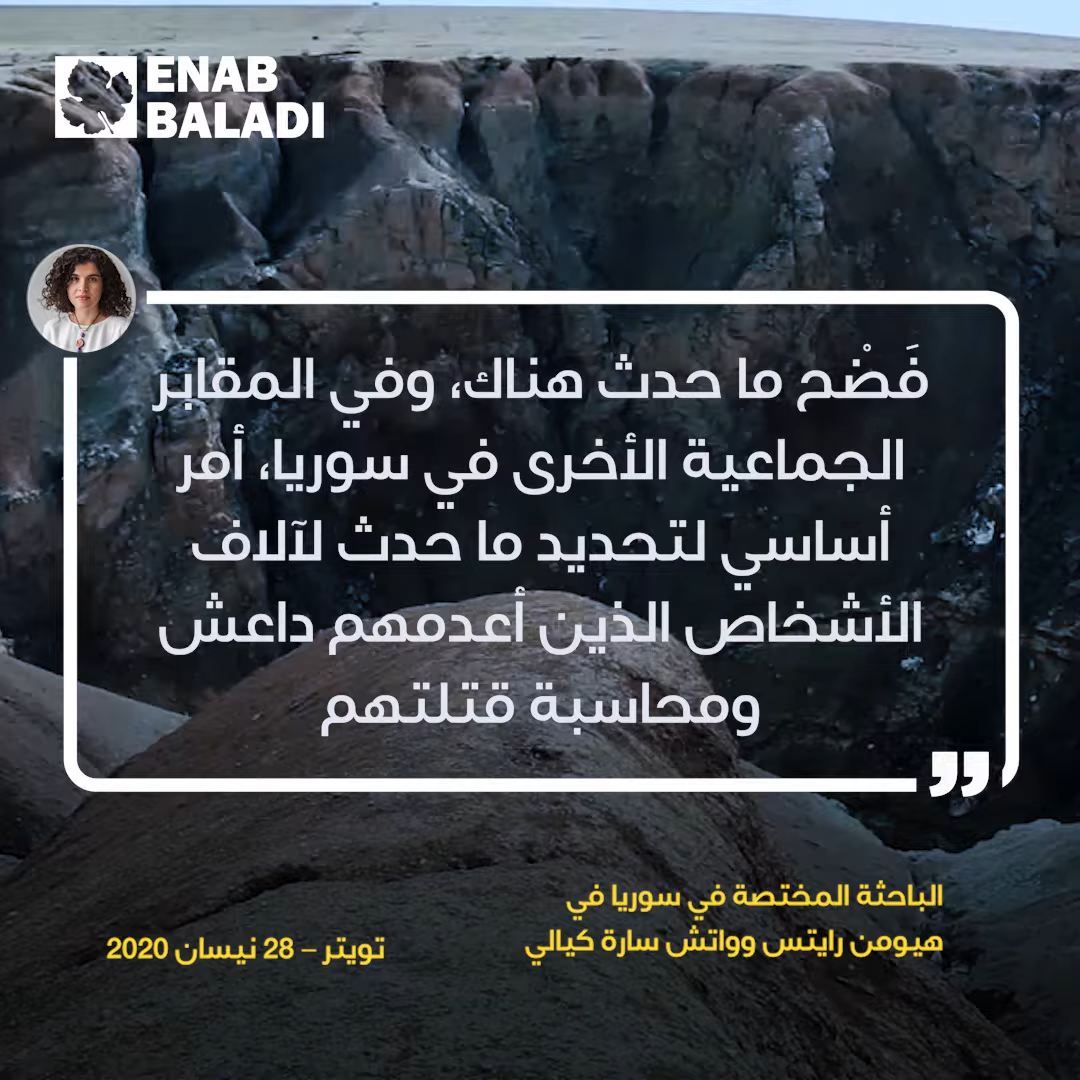 ENAB
BALADI
فَضْح ما حدث هناك، وفي المقابر
الجماعية الأخرى في سوريا، أمر
أساسي لتحديد ما حدث لآلاف
الأشخاص الذين أعدمهم داعش
ومحاسبة قتلتهم
الباحثة المختصة في سوريا في
هيومن رايتس وواتش سارة كيالي
تويتر – 28 نيسان 2020